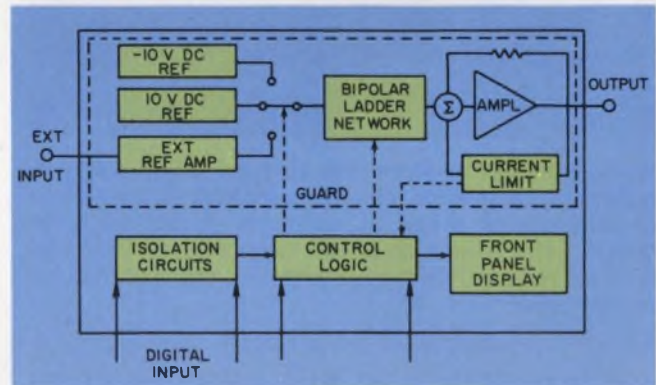 -10 V DC
REF
10 V DC
REF
EXT
REF AMP
EXT
INPUT
BIPOLAR
LADDER
NETWORK
Σ
AMPL
OUTPUT
CURRENT
LIMIT
GUARD
ISOLATION
CIRCUITS
CONTROL
LOGIC
FRONT
PANEL
DISPLAY
DIGITAL
INPUT